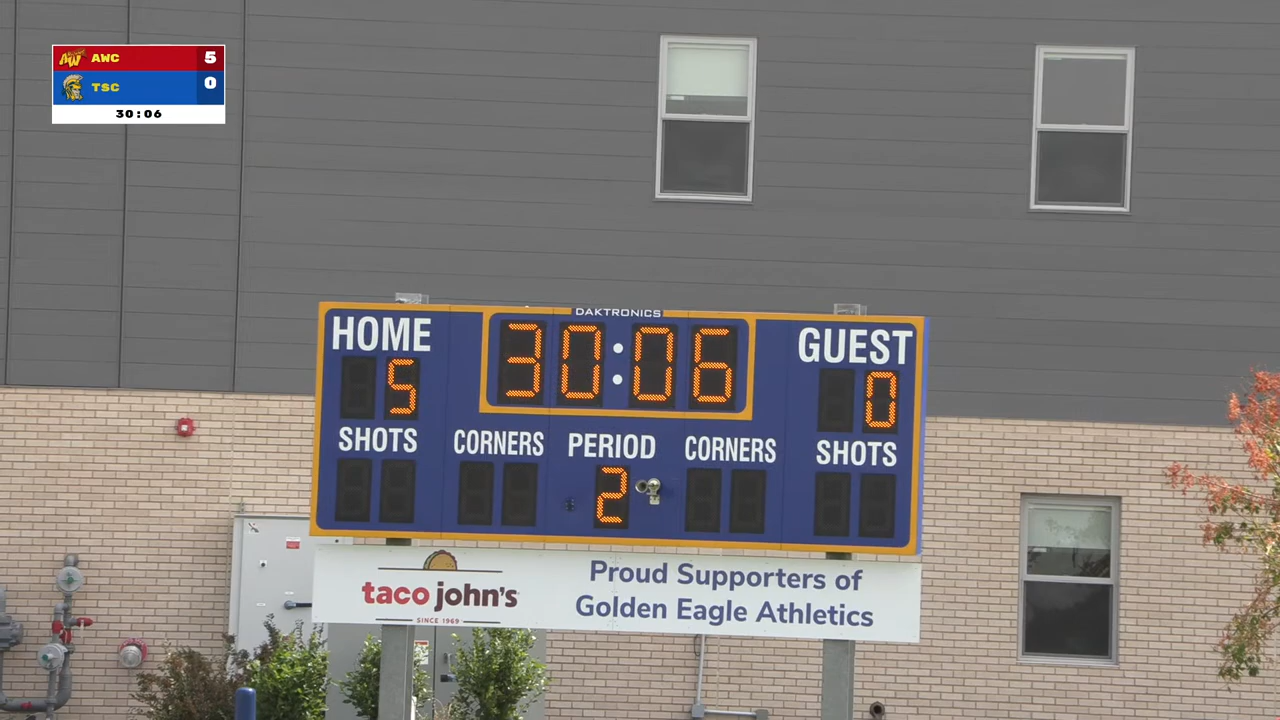 AW
AWC 5
TSC 0
30:06
DAKTRONICS
HOME
30:06
GUEST
5
0
SHOTS
CORNERS
PERIOD
CORNERS
SHOTS
2
taco john's
SINCE 1969
Proud Supporters of
Golden Eagle Athletics